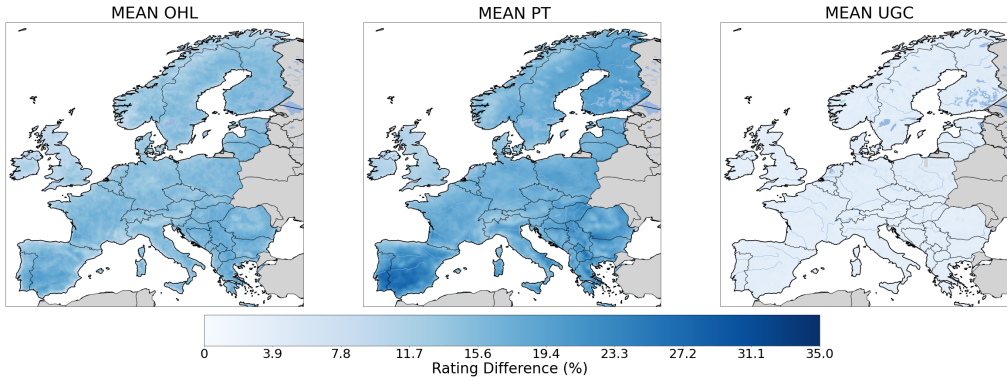 MEAN OHL MEAN PT MEAN UGC
0 3.9 7.8 11.7 15.6 19.4 23.3 27.2 31.1 35.0
Rating Difference (%)